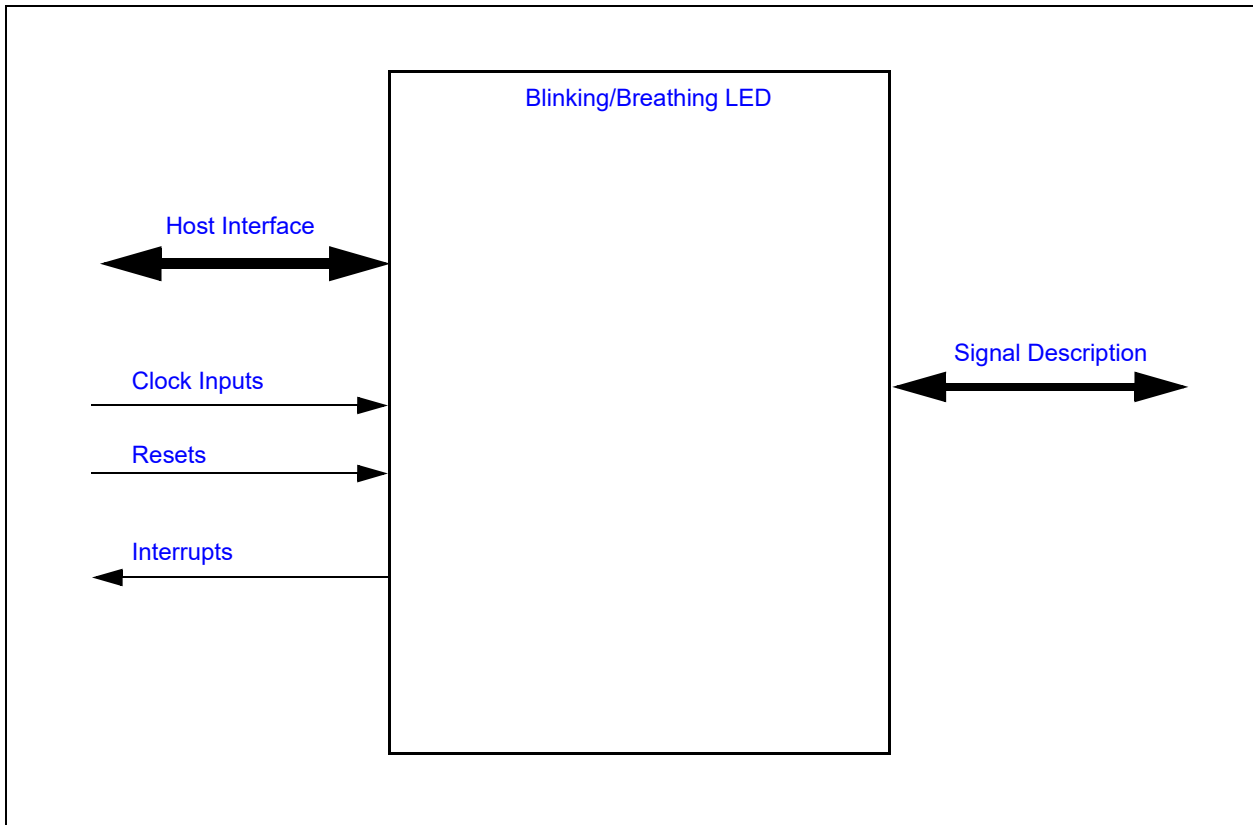 Blinking/Breathing LED
Host Interface
Signal Description
Clock Inputs
Resets
Interrupts